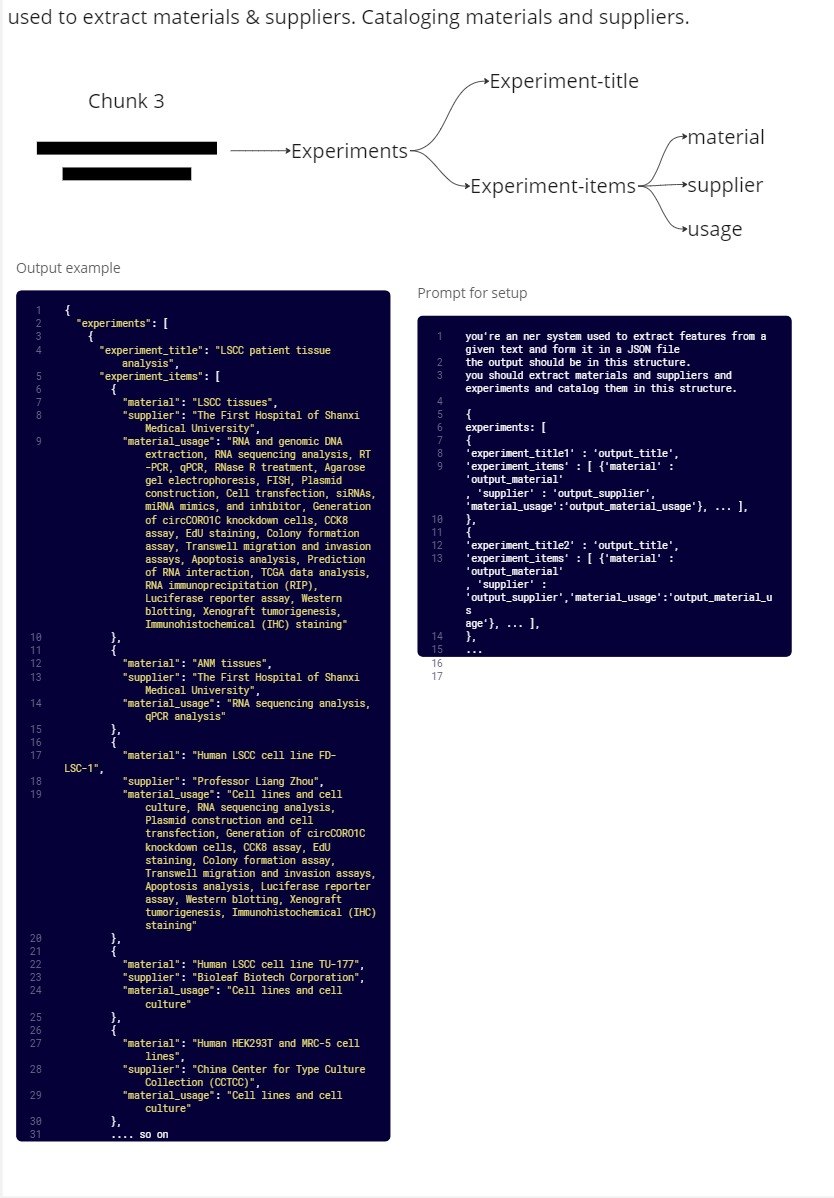 used to extract materials & suppliers. Cataloging materials and suppliers.
Chunk 3
Experiments
Experiment-title
Experiment-items
material
supplier
usage
Output example
1 {
2 "experiments": [
3 {
4 "experiment_title": "LSCC patient tissue
analysis",
5 "experiment_items": [
6 {
7 "material": "LSCC tissues",
8 "supplier": "The First Hospital of Shanxi
Medical University",
9 "material_usage": "RNA and genomic DNA
extraction, RNA sequencing analysis, RT
-PCR, qPCR, RNase R treatment, Agarose
gel electrophoresis, FISH, Plasmid
construction, Cell transfection, siRNAs,
miRNA mimics, and inhibitor, Generation
of circCORO1C knockdown cells, CCK8
assay, EdU staining, Colony formation
assay, Transwell migration and invasion
assays, Apoptosis analysis, Prediction
of RNA interaction, TCGA data analysis,
RNA immunoprecipitation (RIP),
Luciferase reporter assay, Western
blotting, Xenograft tumorigenesis,
Immunohistochemical (IHC) staining"
10 },
11 {
12 "material": "ANM tissues",
13 "supplier": "The First Hospital of Shanxi
Medical University",
14 "material_usage": "RNA sequencing analysis,
qPCR analysis"
15 },
16 {
17 "material": "Human LSCC cell line FD-
LSC-1",
18 "supplier": "Professor Liang Zhou",
19 "material_usage": "Cell lines and cell
culture, RNA sequencing analysis,
Plasmid construction and cell
transfection, Generation of circCORO1C
knockdown cells, CCK8 assay, EdU
staining, Colony formation assay,
Transwell migration and invasion assays,
Apoptosis analysis, Luciferase reporter
assay, Western blotting, Xenograft
tumorigenesis, Immunohistochemical (IHC)
staining"
20 },
21 {
22 "material": "Human LSCC cell line TU-177",
23 "supplier": "Bioleaf Biotech Corporation",
24 "material_usage": "Cell lines and cell
culture"
25 },
26 {
27 "material": "Human HEK293T and MRC-5 cell
lines",
28 "supplier": "China Center for Type Culture
Collection (CCTCC)",
29 "material_usage": "Cell lines and cell
culture"
30 },
31 .... so on
Prompt for setup
1 you're an ner system used to extract features from a
given text and form it in a JSON file
2 the output should be in this structure.
3 you should extract materials and suppliers and
experiments and catalog them in this structure.
4
5 {
6 experiments: [
7 {
8 'experiment_title1' : 'output_title',
9 'experiment_items' : [ {'material' :
'output_material'
, 'supplier' : 'output_supplier',
'material_usage':'output_material_usage'}, ... ],
10 },
11 {
12 'experiment_title2' : 'output_title',
13 'experiment_items' : [ {'material' :
'output_material'
, 'supplier' :
'output_supplier','material_usage':'output_material_u
s
age'}, ... ],
14 },
15 ...
16
17